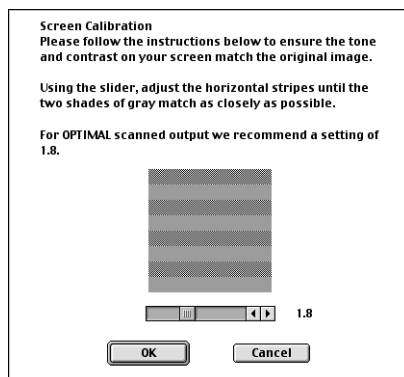 Screen Calibration
Please follow the instructions below to ensure the tone
and contrast on your screen match the original image.
Using the slider, adjust the horizontal stripes until the
two shades of gray match as closely as possible.
For OPTIMAL scanned output we recommend a setting of
1.8.
1.8
OK
Cancel